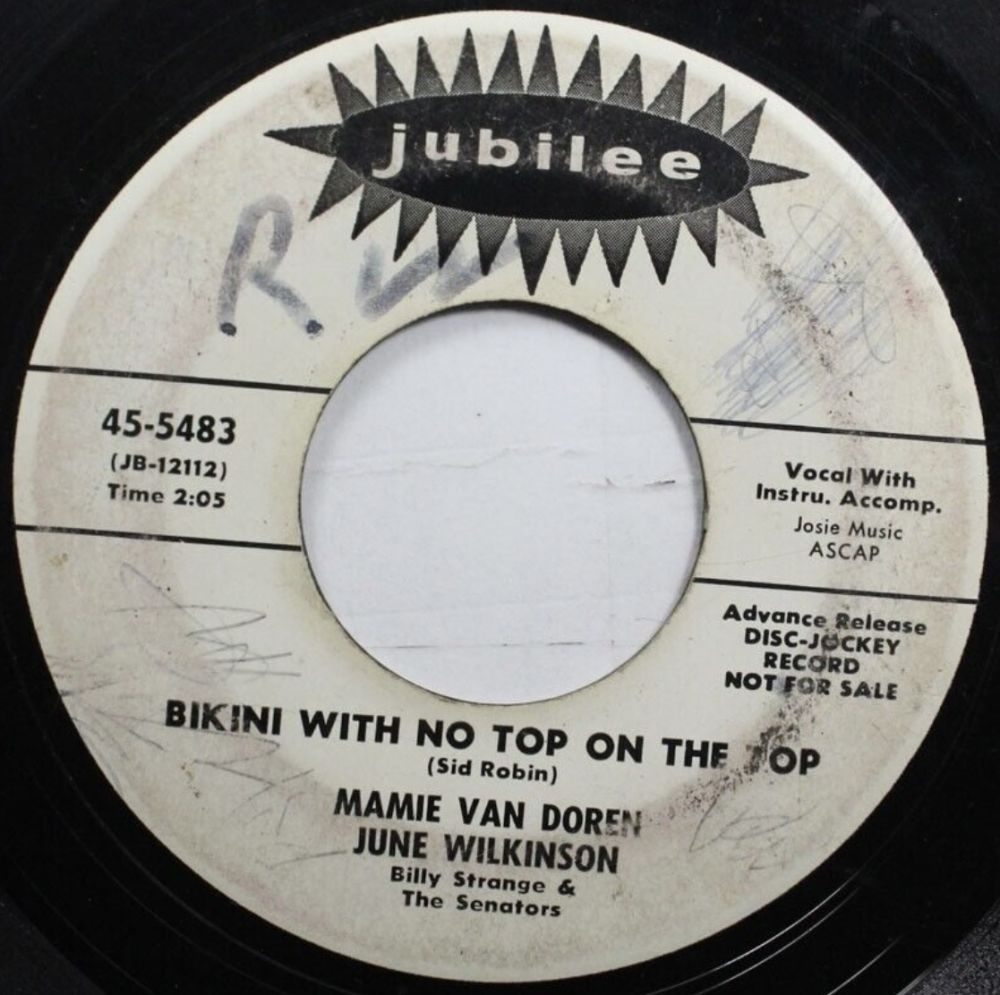 jubilee
R
45-5483
(JB-12112)
Time 2:05
Vocal With
Instru. Accomp.
Josie Music
ASCAP
Advance Release
DISC-JOCKEY
RECORD
NOT FOR SALE
BIKINI WITH NO TOP ON THE TOP
(Sid Robin)
MAMIE VAN DOREN
JUNE WILKINSON
Billy Strange &
The Senators